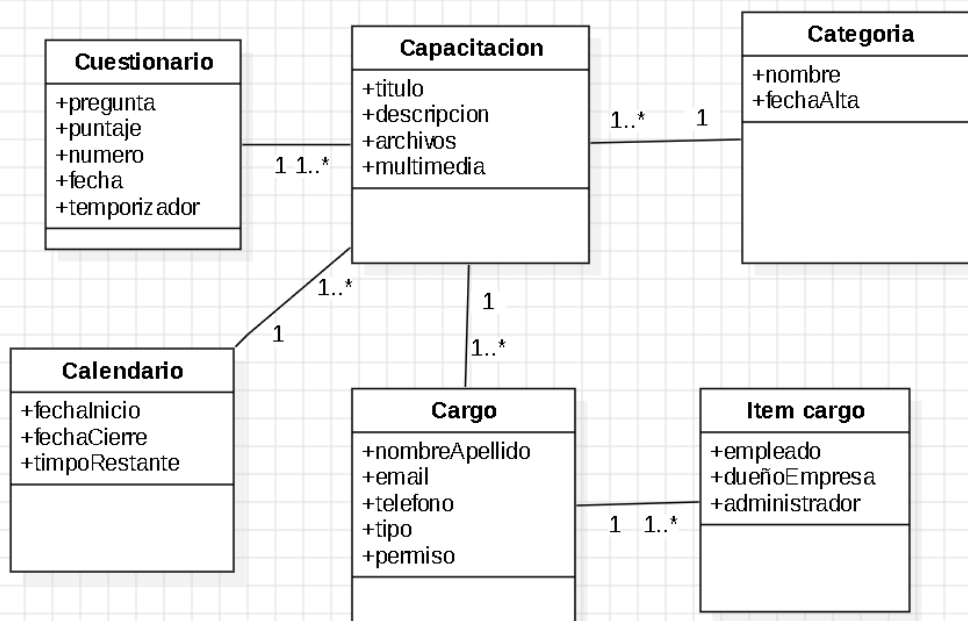 Cuestionario
+pregunta
+puntaje
+numero
+fecha
+temporizador
1 1..*
Capacitacion
+titulo
+descripcion
+archivos
+multimedia
1..* 1
Categoria
+nombre
+fechaAlta
1..*
1
1
1..*
Calendario
+fechaInicio
+fechaCierre
+timpoRestante
Cargo
+nombreApellido
+email
+telefono
+tipo
+permiso
1 1..*
Item cargo
+empleado
+dueñoEmpresa
+administrador